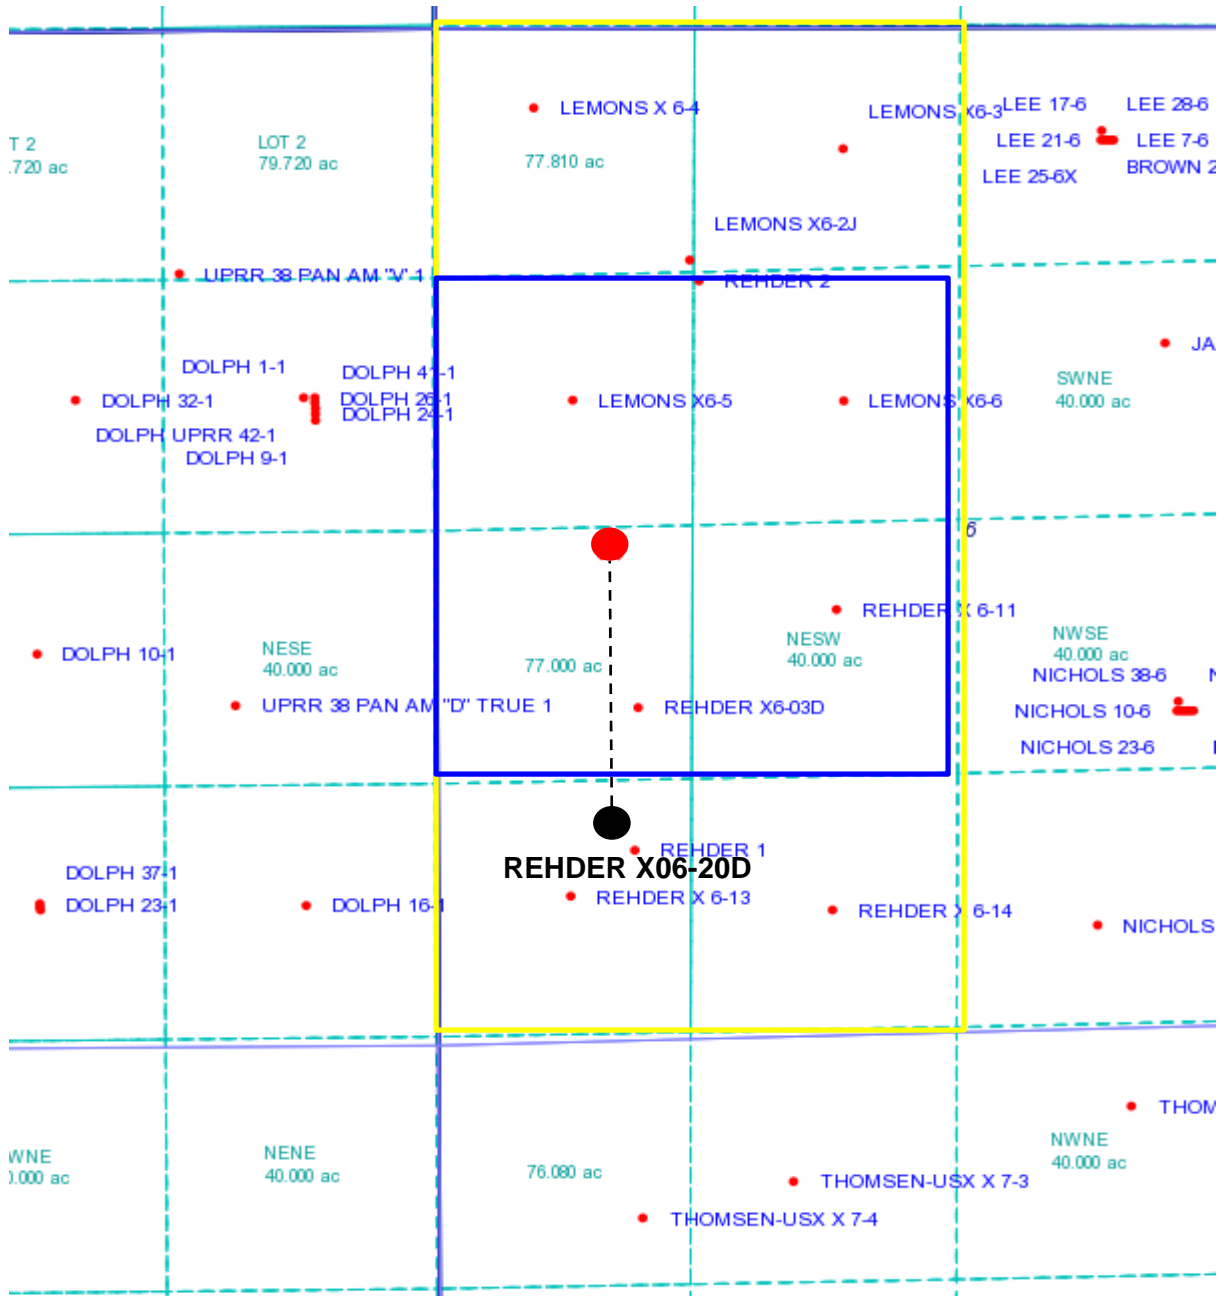 LEMONS X 6-4
LEMONS X6-3
LEE 17-6
LEE 28-6
T 2
.720 ac
LOT 2
79.720 ac
77.810 ac
LEE 21-6
LEE 7-6
LEE 25-6X
BROWN 2
LEMONS X6-2J
UPRR 38 PAN AM "V" 1
REHDER 2
DOLPH 1-1
DOLPH 41-1
DOLPH 32-1
DOLPH 26-1
DOLPH 24-1
DOLPH UPRR 42-1
DOLPH 9-1
LEMONS X6-5
LEMONS X6-6
JA
SWNE
40.000 ac
6
REHDER X 6-11
DOLPH 10-1
NESE
40.000 ac
77.000 ac
NESW
40.000 ac
NWSE
40.000 ac
NICHOLS 38-6
UPRR 38 PAN AM "D" TRUE 1
REHDER X6-03D
NICHOLS 10-6
NICHOLS 23-6
REHDER 1
REHDER X06-20D
DOLPH 37-1
DOLPH 23-1
DOLPH 16-1
REHDER X 6-13
REHDER X 6-14
NICHOLS
THOM
WNE
0.000 ac
NENE
40.000 ac
76.080 ac
NWNE
40.000 ac
THOMSEN-USX X 7-3
THOMSEN-USX X 7-4